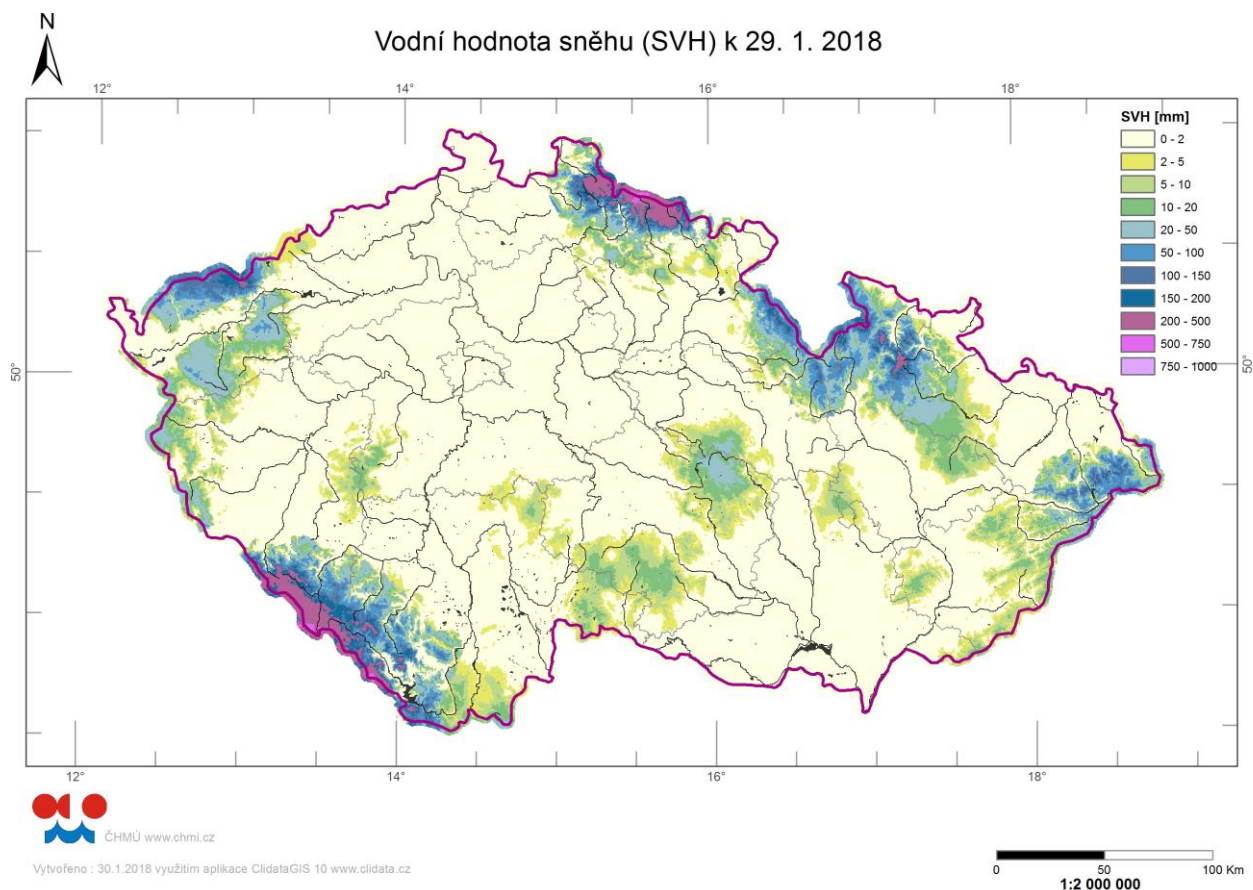 N
Vodní hodnota sněhu (SVH) k 29. 1. 2018
12° 14° 16° 18°
SVH [mm]
0 - 2
2 - 5
5 - 10
10 - 20
20 - 50
50 - 100
100 - 150
150 - 200
200 - 500
500 - 750
750 - 1000
50° 50°
12° 14° 16° 18°
ČHMÚ www.chmi.cz
Vytvořeno : 30.1.2018 využitím aplikace ClidataGIS 10 www.clidata.cz
0 50 100 Km
1:2 000 000